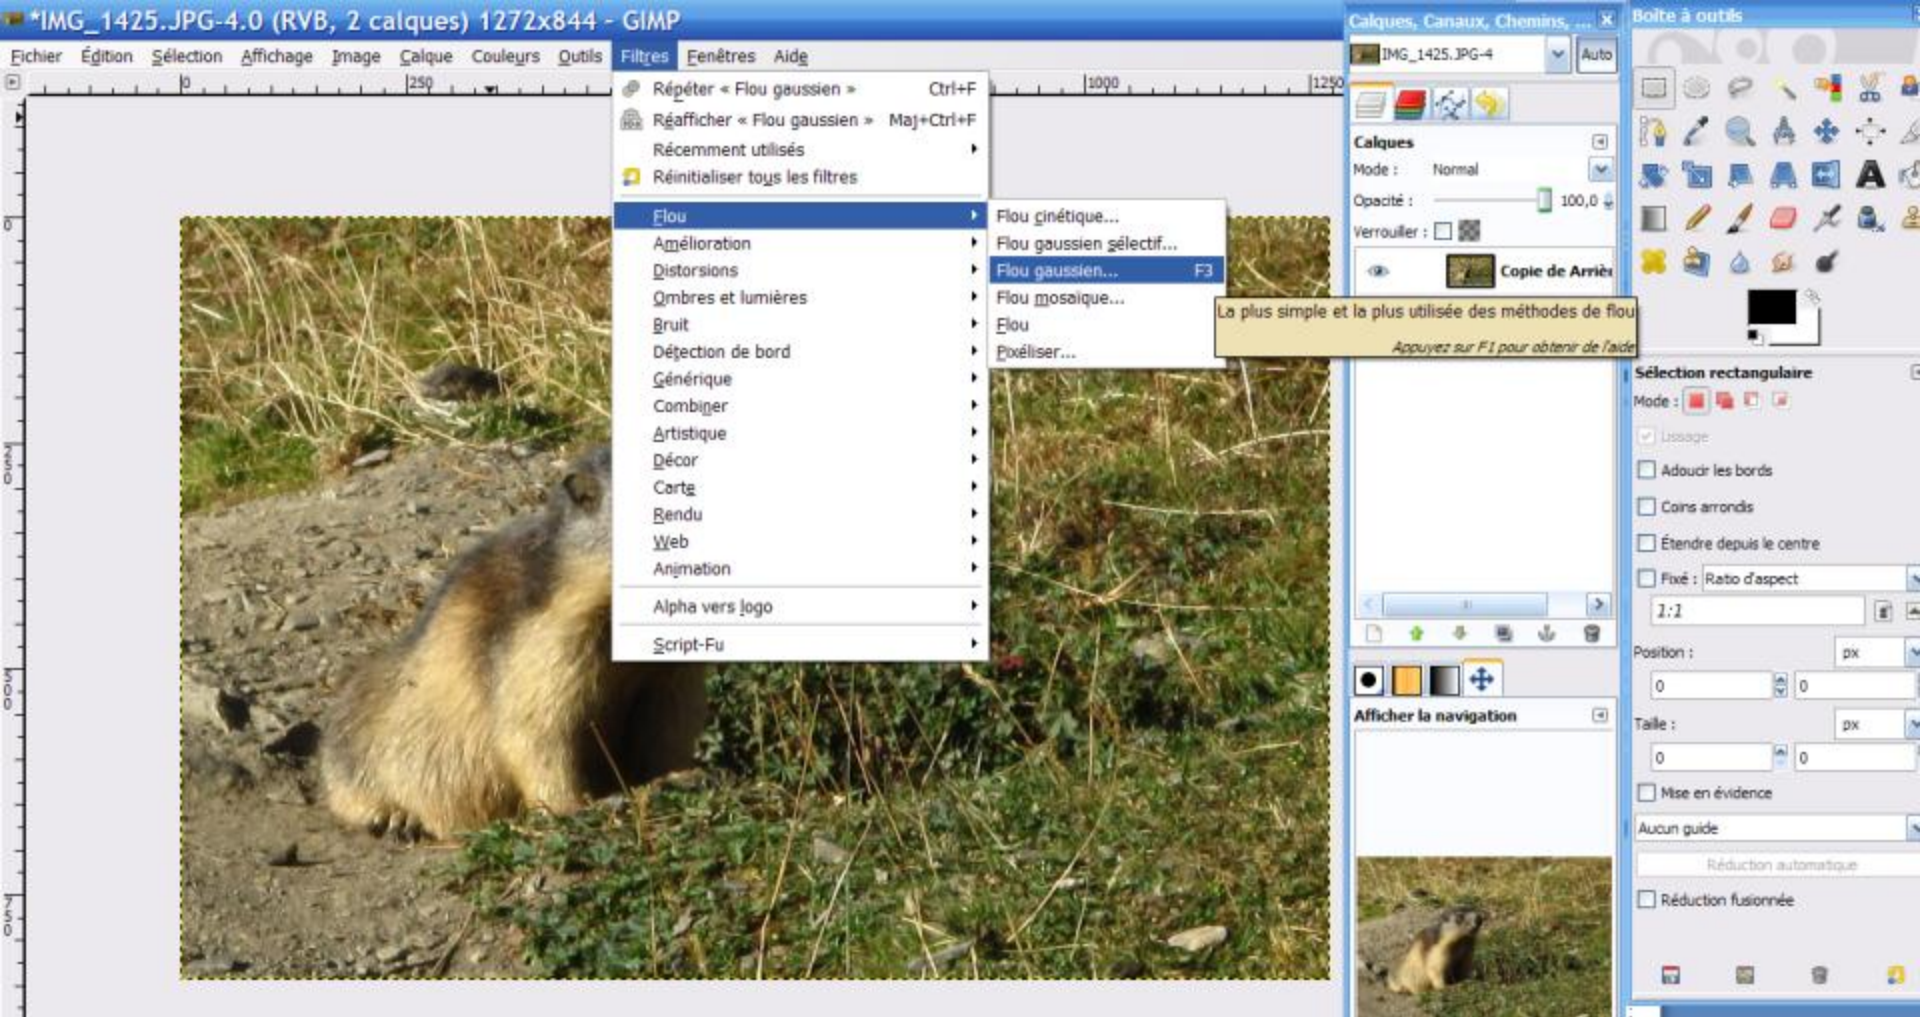 *IMG_1425.JPG-4.0 (RVB, 2 calques) 1272x844 – GIMP
Fichier Édition Sélection Affichage Image Calque Couleurs Outils Filtres Fenêtres Aide
0 250 1000 1250
0
250
500
750
Répéter « Flou gaussien » Ctrl+F
Réafficher « Flou gaussien » Maj+Ctrl+F
Récemment utilisés
Réinitialiser tous les filtres
Flou
Amélioration
Distorsions
Ombres et lumières
Bruit
Détection de bord
Générique
Combiner
Artistique
Décor
Carte
Rendu
Web
Animation
Alpha vers logo
Script-Fu
Flou cinétique...
Flou gaussien sélectif...
Flou gaussien... F3
Flou mosaïque...
Flou
Pixéliser...
La plus simple et la plus utilisée des méthodes de flou
Appuyez sur F1 pour obtenir de l'aide
Calques, Canaux, Chemins, ...
IMG_1425.JPG-4 Auto
Calques
Mode : Normal
Opacité : 100,0
Verrouiller :
Copie de Arriè
Afficher la navigation
Boîte à outils
Sélection rectangulaire
Mode :
Lissage
Adoucir les bords
Coins arrondis
Étendre depuis le centre
Fixé : Ratio d'aspect
1:1
Position : px
0 0
Taille : px
0 0
Mise en évidence
Aucun guide
Réduction automatique
Réduction fusionnée